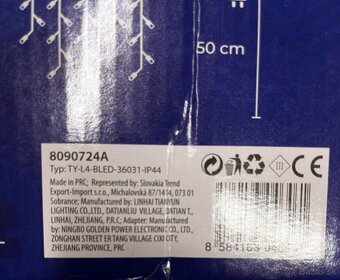 50 cm
8090724A
Typ: TY-L4-BLED-36031-IP44
Made in PRC; Represented by: Slovakia Trend
Export-Import s.r.o., Michalovská 87/1414, 073 01
Sobrance; Manufactured by: LINHAI TIANYUN
LIGHTING CO., LTD., DATIANLIU VILLAGE, DATIAN T.,
LINHAI, ZHEJIANG, P.R.C; Adapter: Manufactured by:
NINGBO GOLDEN POWER ELECTRONIC CO., LTD.,
ZONGHAN STREET ER TANG VILLAGE CIXI CITY,
ZHEJIANG PROVINCE, PRC
CE
III